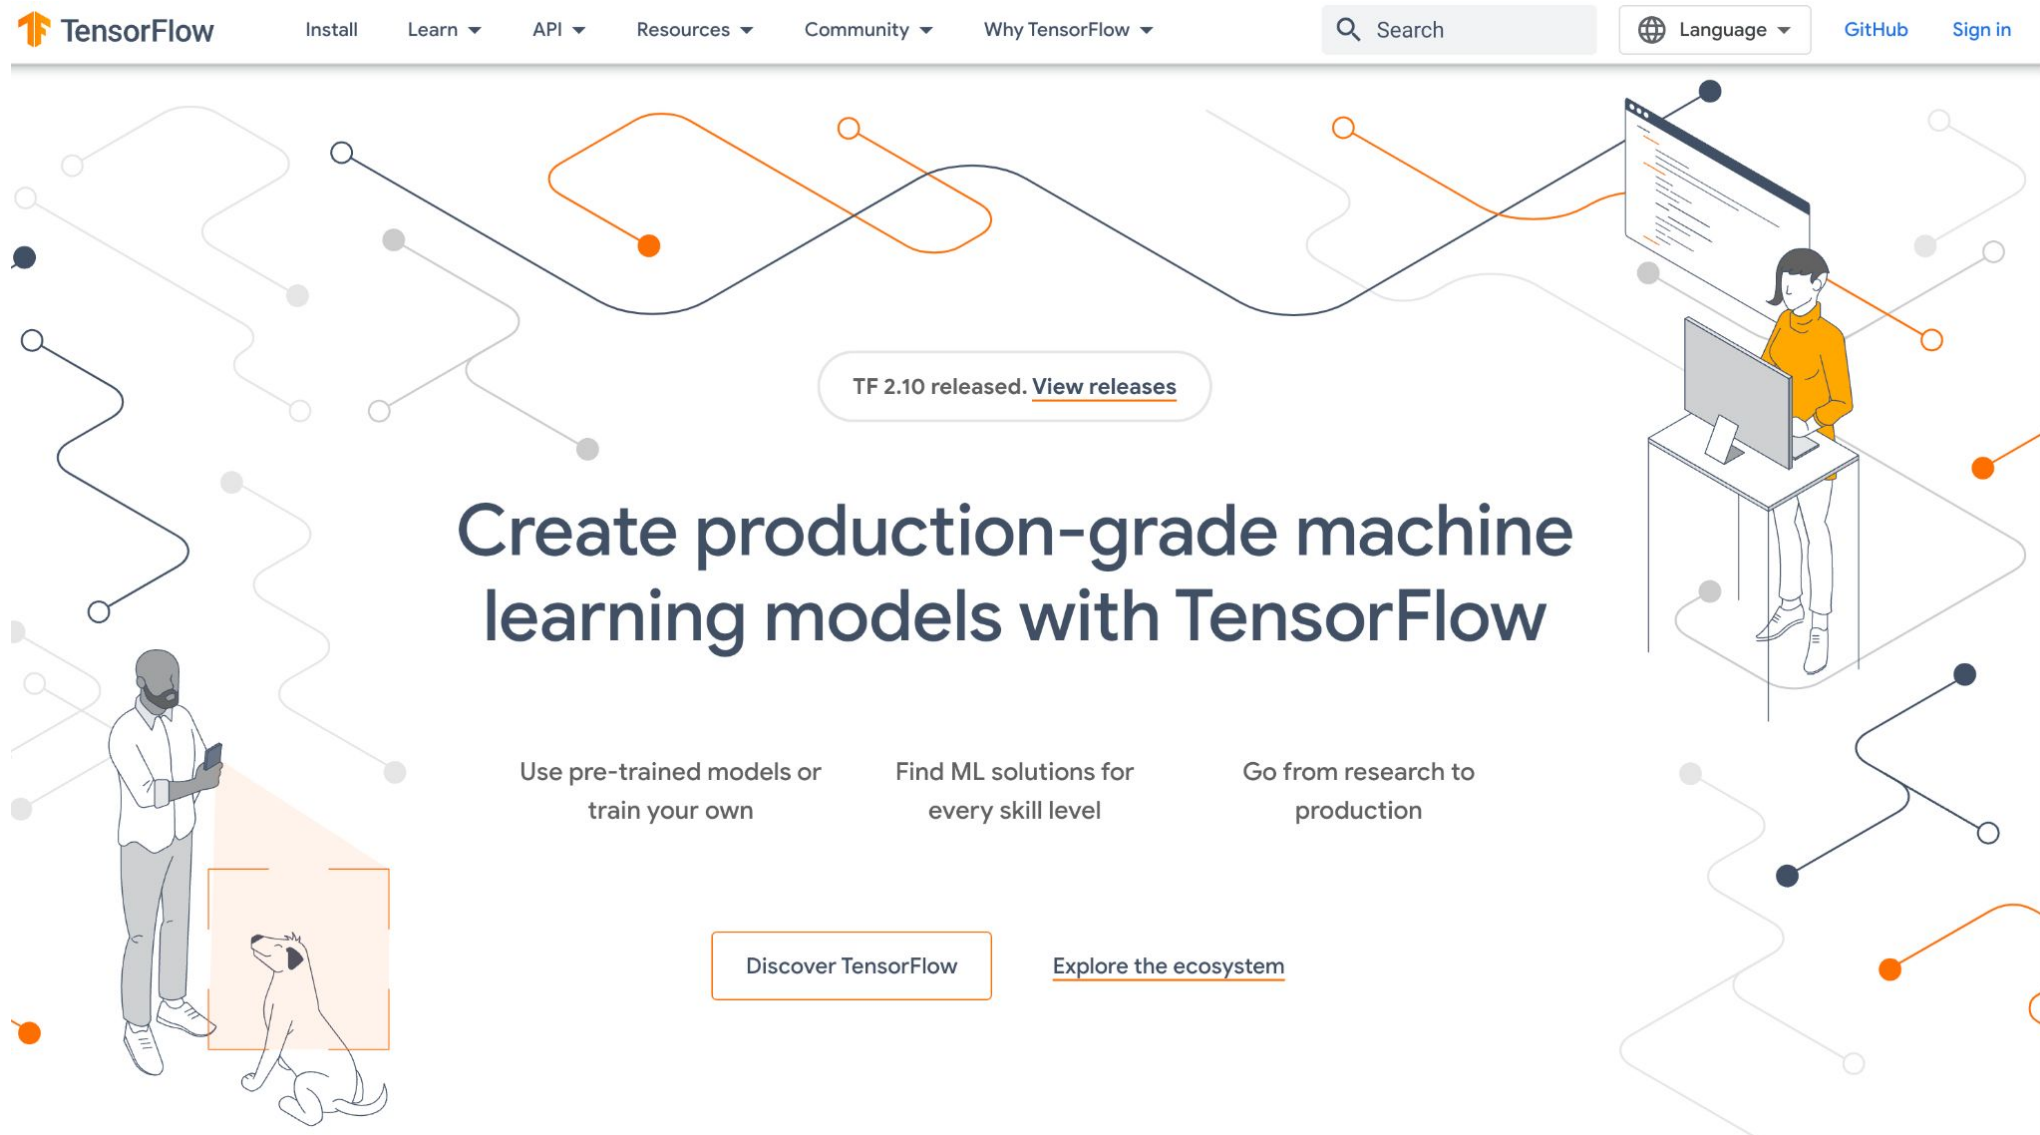 TensorFlow Install Learn API Resources Community Why TensorFlow Search Language GitHub Sign in
TF 2.10 released. View releases
Create production-grade machine
learning models with TensorFlow
Use pre-trained models or
train your own
Find ML solutions for
every skill level
Go from research to
production
Discover TensorFlow
Explore the ecosystem